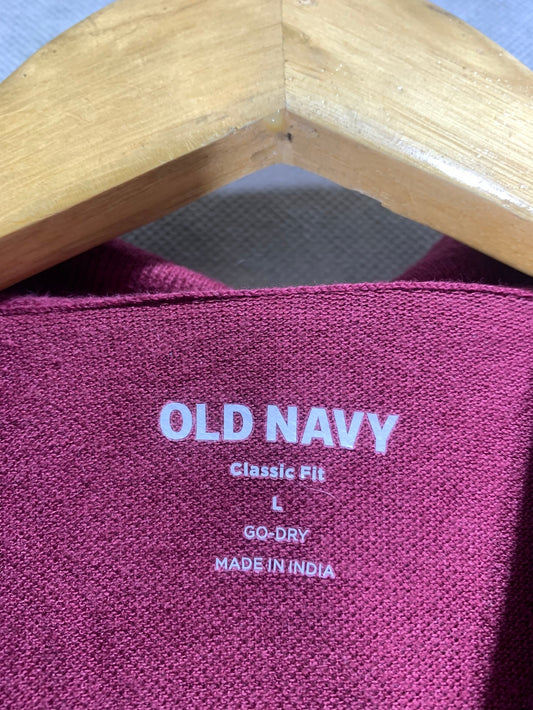 OLD NAVY
Classic Fit
L
GO-DRY
MADE IN INDIA